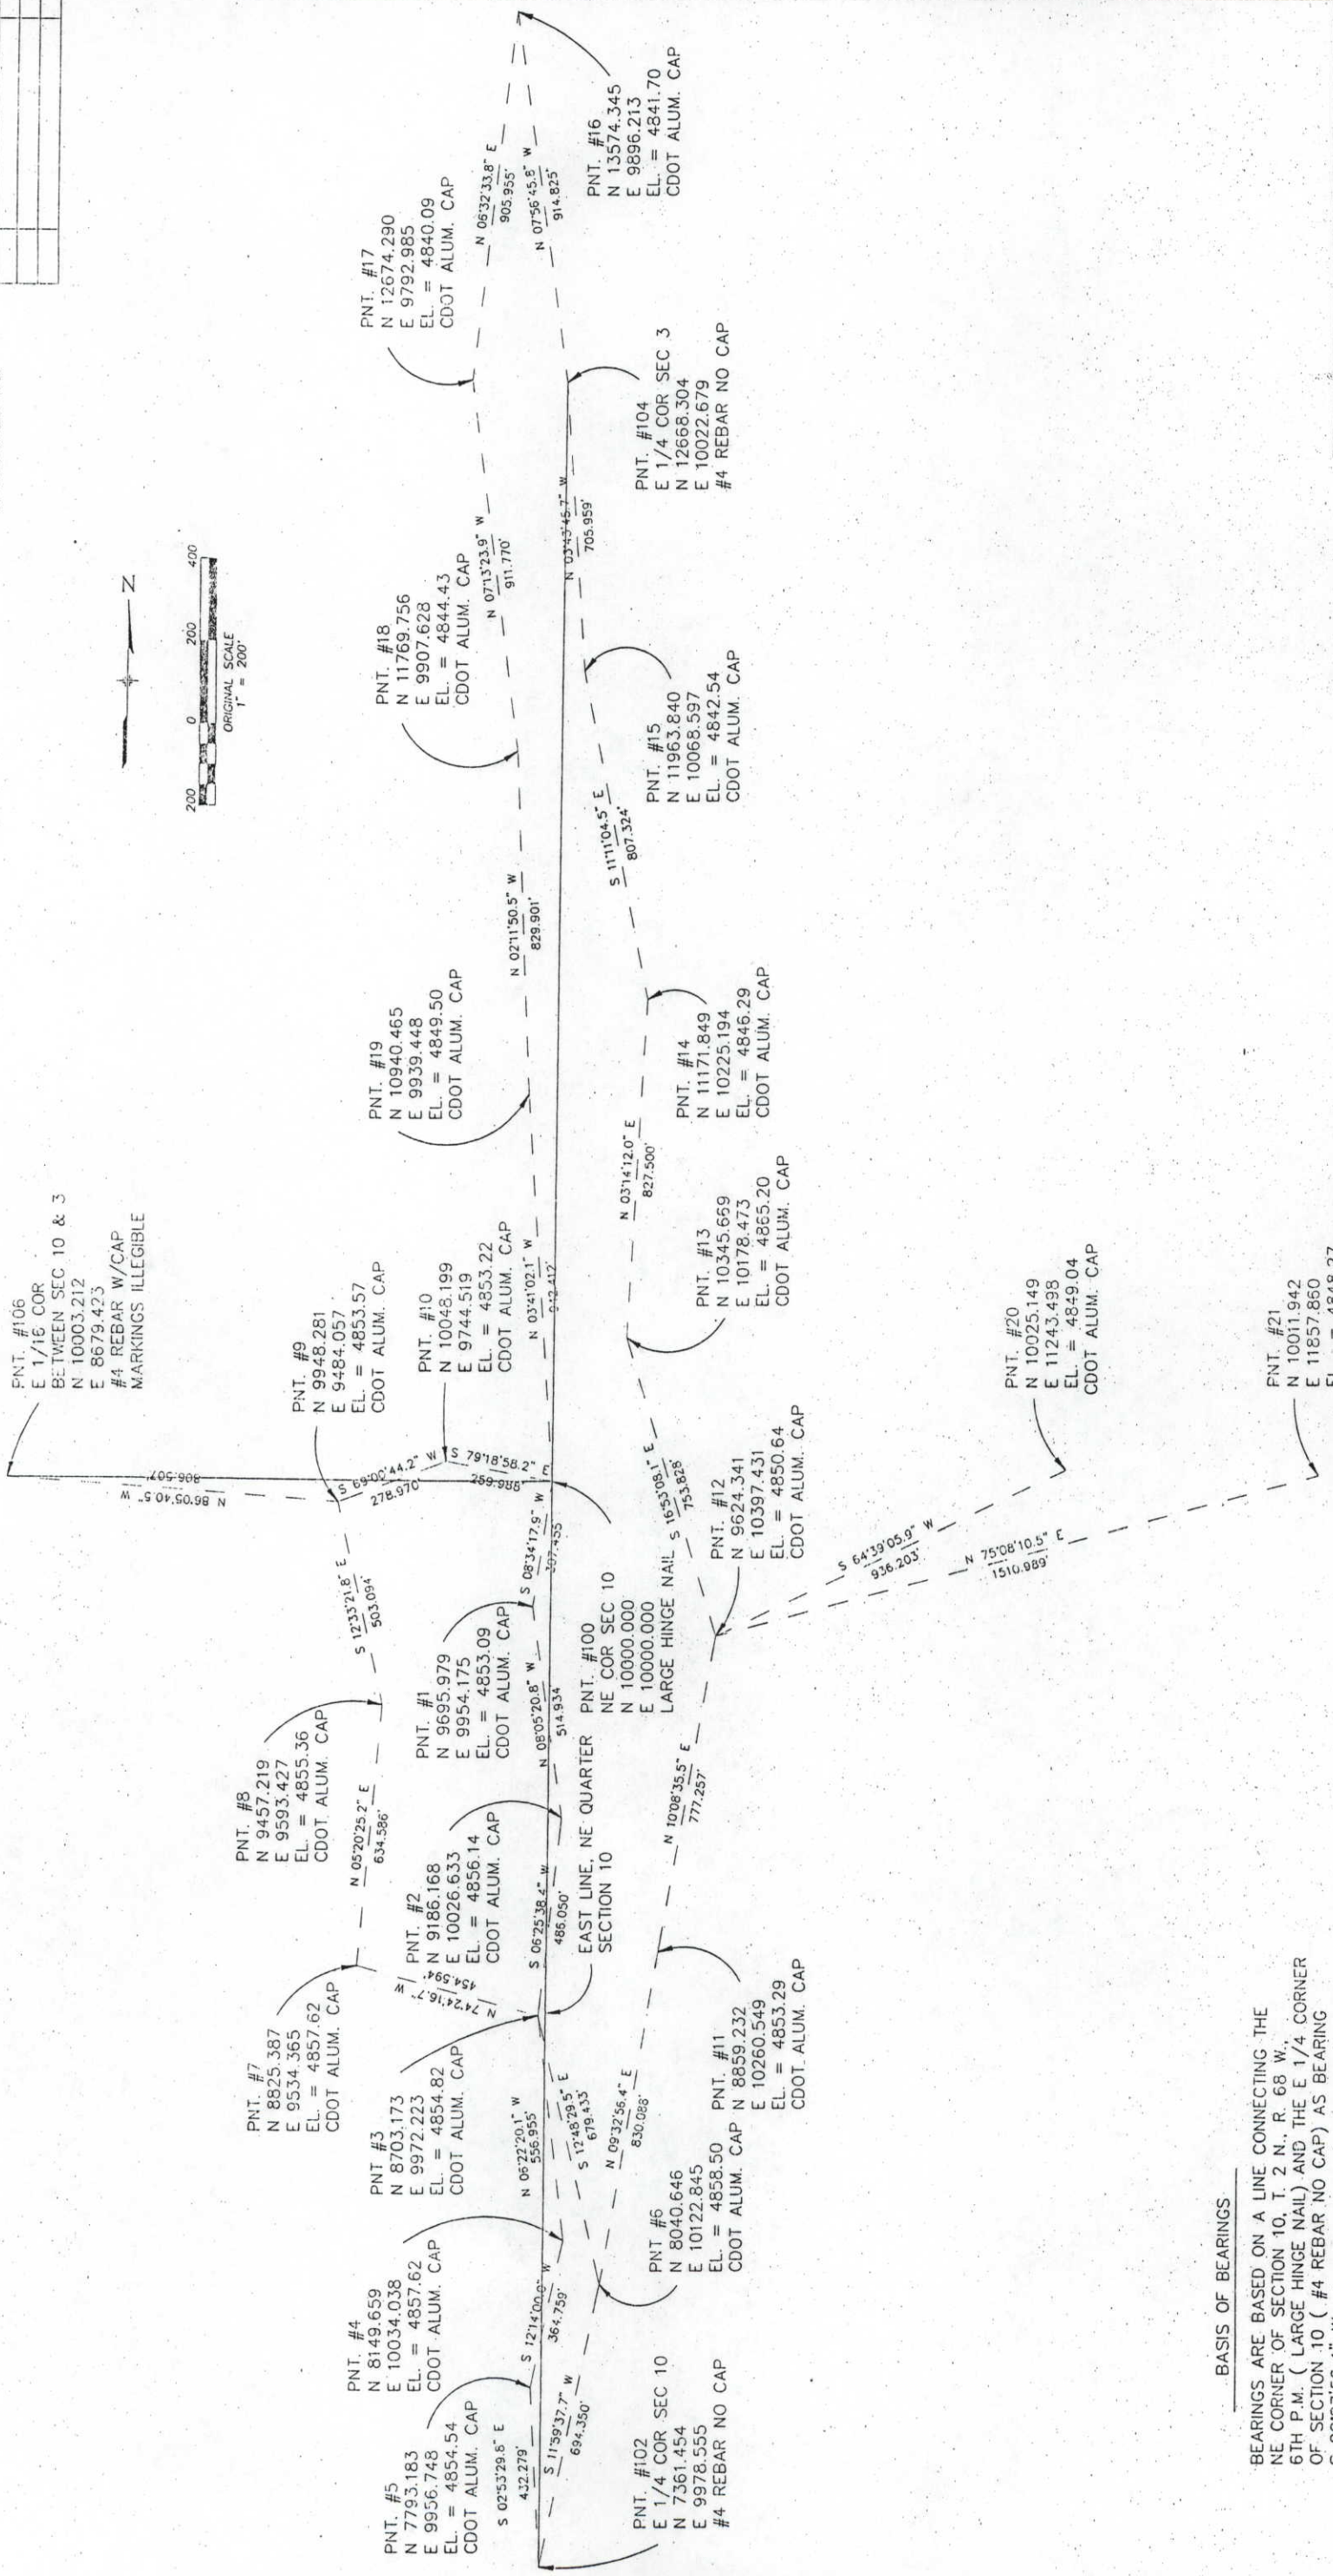 PNT. #106
E 1/16 COR
BETWEEN SEC 10 & 3
N 10003.212
E 8679.423
#4 REBAR W/CAP
MARKINGS ILLEGIBLE
Z
200 0 200 400
ORIGINAL SCALE
1" = 200'
PNT. #5
N 7793.183
E 9956.748
EL. = 4854.54
CDOT ALUM. CAP
PNT. #4
N 8149.659
E 10034.038
EL. = 4857.62
CDOT ALUM. CAP
PNT #3
N 8703.173
E 9972.223
EL. = 4854.82
CDOT ALUM. CAP
PNT. #7
N 8825.387
E 9534.365
EL. = 4857.62
CDOT ALUM. CAP
PNT. #2
N 9186.168
E 10026.633
EL. = 4856.14
CDOT ALUM. CAP
PNT. #8
N 9457.219
E 9593.427
EL. = 4855.36
CDOT ALUM. CAP
PNT. #1
N 9695.979
E 9954.175
EL. = 4853.09
CDOT ALUM. CAP
PNT. #9
N 9948.281
E 9484.057
EL. = 4853.57
CDOT ALUM. CAP
PNT. #10
N 10048.199
E 9744.519
EL. = 4853.22
CDOT ALUM. CAP
PNT. #19
N 10940.465
E 9939.448
EL. = 4849.50
CDOT ALUM. CAP
PNT. #18
N 11769.756
E 9907.628
EL. = 4844.43
CDOT ALUM. CAP
PNT. #17
N 12674.290
E 9792.985
EL. = 4840.09
CDOT ALUM. CAP
N 86°05'40.5" W
806.507'
S 69°00'44.2" W
278.970'
S 79°18'58.2" E
259.988'
S 12°33'21.8" E
503.094'
N 05°20'25.2" E
634.586'
N 74°24'16.7" W
454.594'
S 02°53'29.8" E
432.279'
S 12°14'00.0" W
364.759'
N 06°22'20.1" W
556.955'
S 06°25'38.4" W
486.050'
N 08°05'20.8" W
514.934
S 08°34'17.9" W
307.455
N 03°41'02.1" W
912.412'
N 02°11'50.5" W
829.901'
N 07°13'23.9" W
911.770'
N 06°32'33.8" E
905.955'
N 07°56'45.8" W
914.825'
N 03°43'45.7" W
705.959'
S 11°11'04.5" E
807.324'
N 03°14'12.0" E
827.500'
S 16°53'08.1" E
753.828'
N 10°08'35.5" E
777.257'
N 09°32'56.4" E
830.088'
S 12°48'29.5" E
679.433'
S 11°59'37.7" W
694.350'
S 64°39'05.9" W
936.203'
N 75°08'10.5" E
1510.989'
PNT. #102
E 1/4 COR SEC 10
N 7361.454
E 9978.555
#4 REBAR NO CAP
PNT #6
N 8040.646
E 10122.845
EL. = 4858.50
CDOT ALUM. CAP
PNT. #11
N 8859.232
E 10260.549
EL. = 4853.29
CDOT. ALUM. CAP
EAST LINE, NE QUARTER
SECTION 10
PNT. #100
NE COR SEC 10
N 10000.000
E 10000.000
LARGE HINGE NAIL
PNT. #12
N 9624.341
E 10397.431
EL. = 4850.64
CDOT ALUM. CAP
PNT. #13
N 10345.669
E 10178.473
EL. = 4865.20
CDOT ALUM. CAP
PNT. #14
N 11171.849
E 10225.194
EL. = 4846.29
CDOT ALUM. CAP
PNT. #15
N 11963.840
E 10068.597
EL. = 4842.54
CDOT ALUM. CAP
PNT. #104
E 1/4 COR SEC 3
N 12668.304
E 10022.679
#4 REBAR NO CAP
PNT. #16
N 13574.345
E 9896.213
EL. = 4841.70
CDOT ALUM. CAP
PNT. #20
N 10025.149
E 11243.498
EL. = 4849.04
CDOT ALUM. CAP
PNT. #21
N 10011.942
E 11857.860
BASIS OF BEARINGS
BEARINGS ARE BASED ON A LINE CONNECTING THE
NE CORNER OF SECTION 10, T. 2 N., R. 68 W.,
6TH P.M. ( LARGE HINGE NAIL) AND THE E 1/4 CORNER
OF SECTION 10 ( #4 REBAR NO CAP) AS BEARING